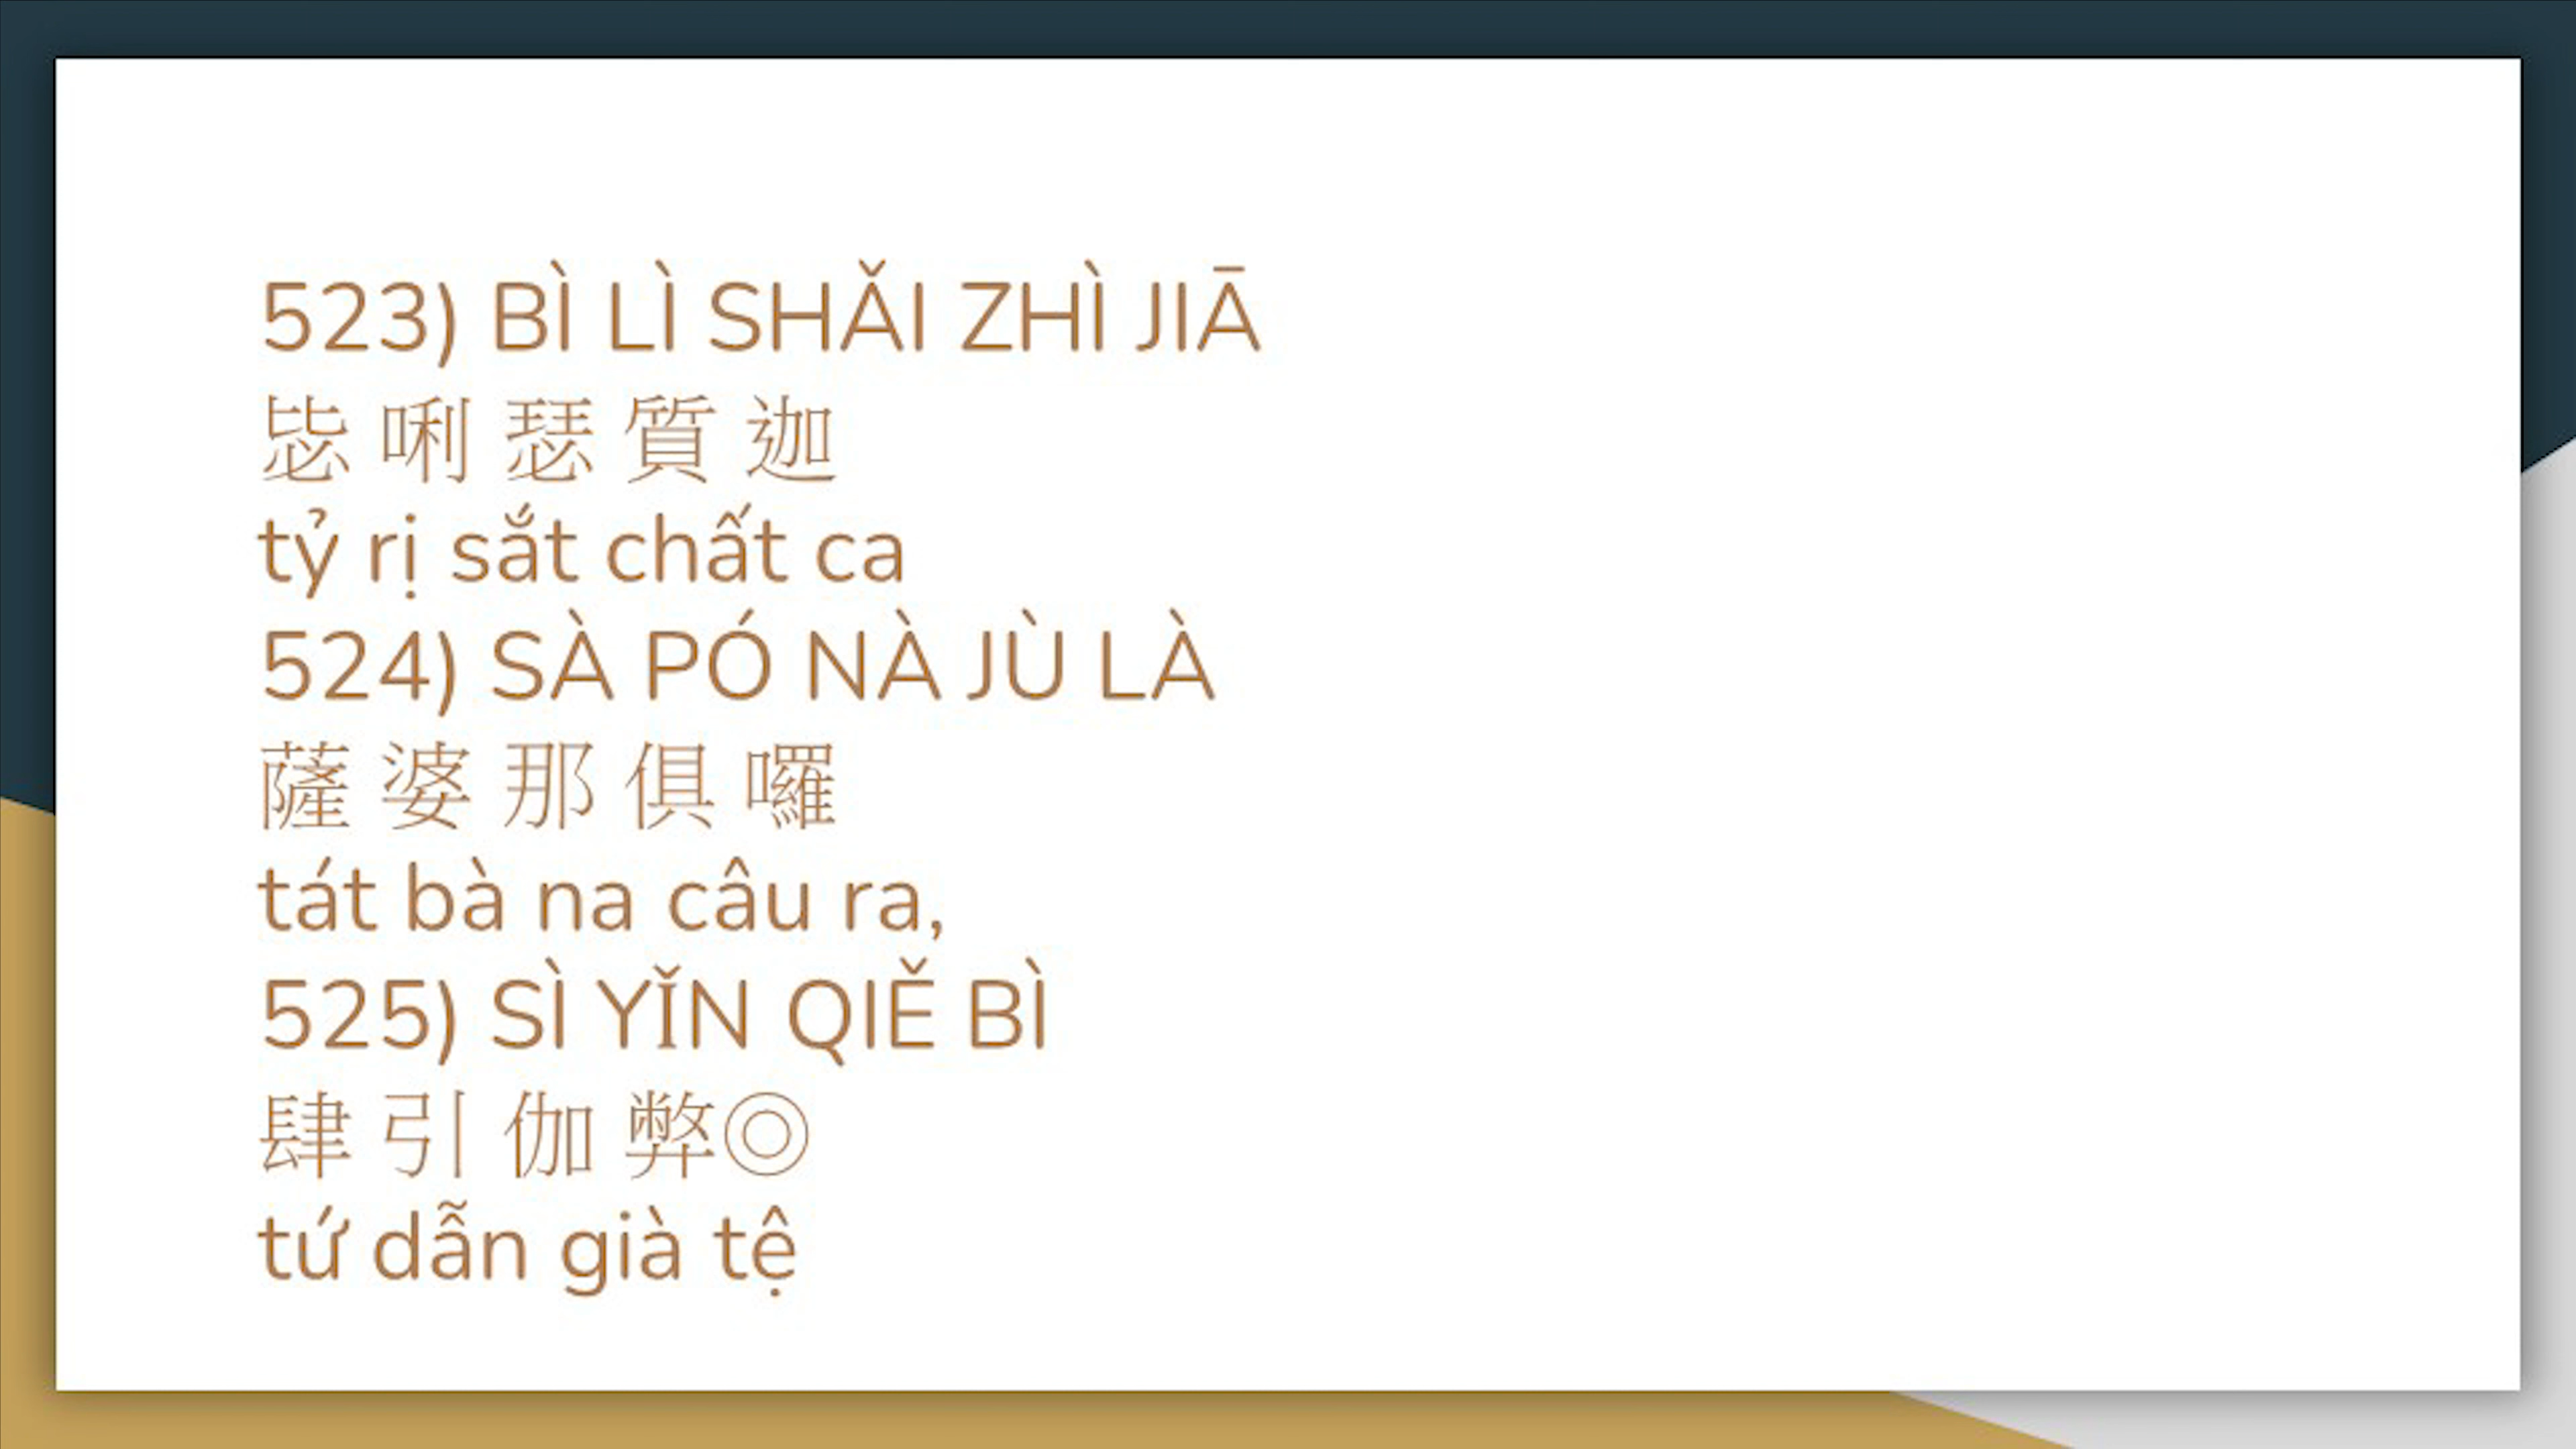 523) BÌ LÌ SHǍI ZHÌ JIĀ
毖 唎 瑟 質 迦
tỷ rị sắt chất ca
524) SÀ PÓ NÀ JÙ LÀ
薩 婆 那 俱 囉
tát bà na câu ra,
525) SÌ YǏN QIĚ BÌ
肆 引 伽 弊◎
tứ dẫn già tệ